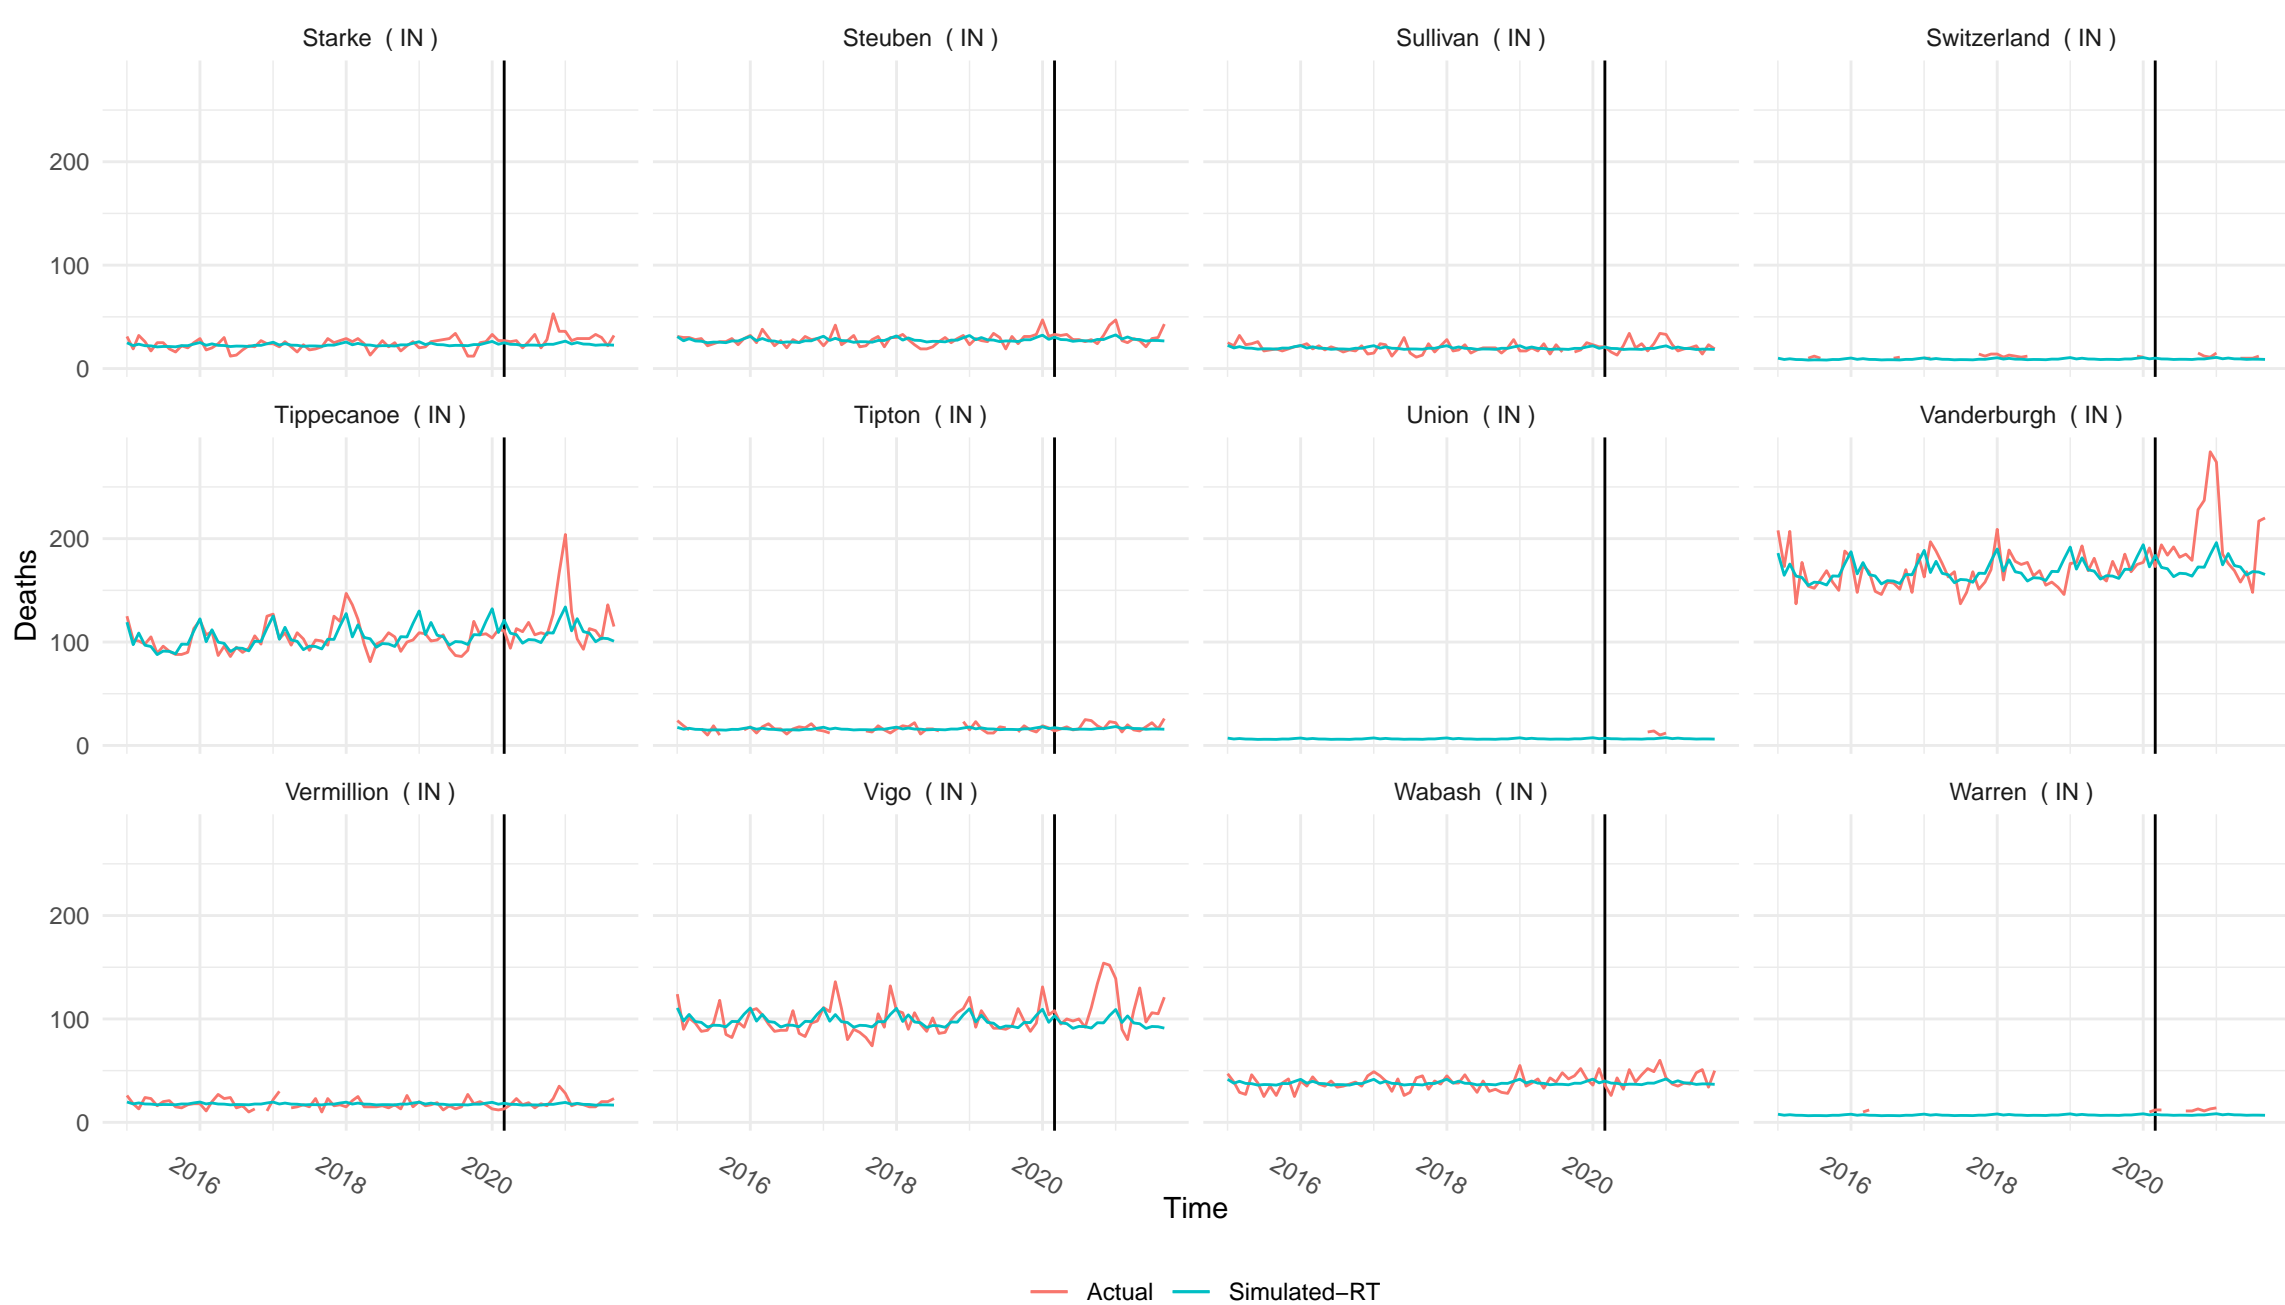 Starke ( IN )
Steuben ( IN )
Sullivan ( IN )
Switzerland ( IN )
200
100
0
Tippecanoe ( IN )
Tipton ( IN )
Union ( IN )
Vanderburgh ( IN )
200
100
0
Deaths
Vermillion ( IN )
Vigo ( IN )
Wabash ( IN )
Warren ( IN )
200
100
0
2016
2018
2020
2016
2018
2020
2016
2018
2020
2016
2018
2020
Time
Actual
Simulated−RT